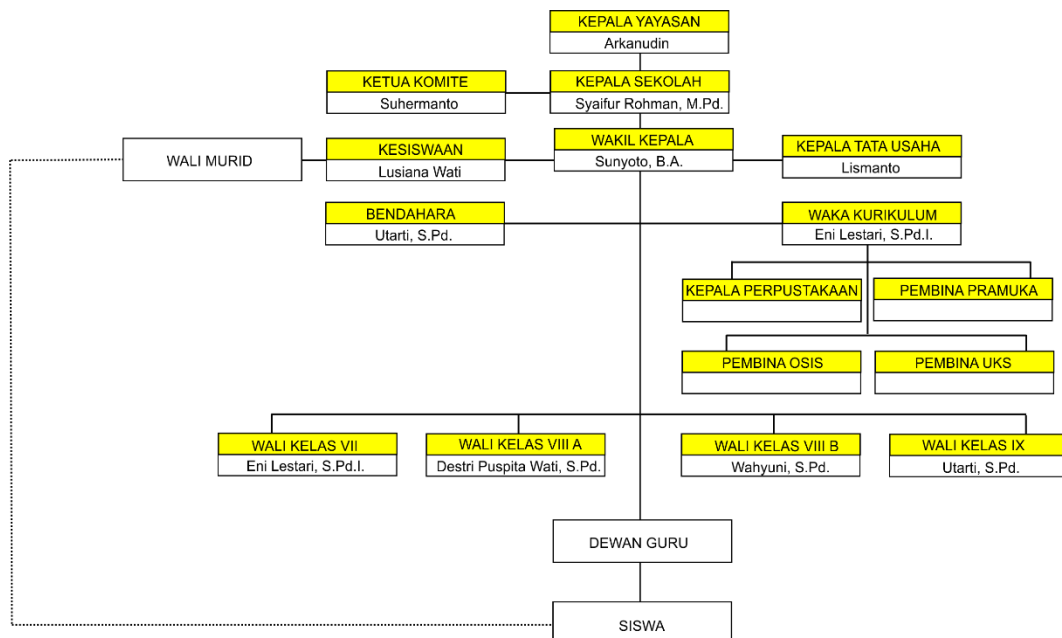 KEPALA YAYASAN
Arkanudin
KETUA KOMITE
Suhermanto
KEPALA SEKOLAH
Syaifur Rohman, M.Pd.
WALI MURID
KESISWAAN
Lusiana Wati
WAKIL KEPALA
Sunyoto, B.A.
KEPALA TATA USAHA
Lismanto
BENDAHARA
Utarti, S.Pd.
WAKA KURIKULUM
Eni Lestari, S.Pd.I.
KEPALA PERPUSTAKAAN
PEMBINA PRAMUKA
PEMBINA OSIS
PEMBINA UKS
WALI KELAS VII
Eni Lestari, S.Pd.I.
WALI KELAS VIII A
Destri Puspita Wati, S.Pd.
WALI KELAS VIII B
Wahyuni, S.Pd.
WALI KELAS IX
Utarti, S.Pd.
DEWAN GURU
SISWA